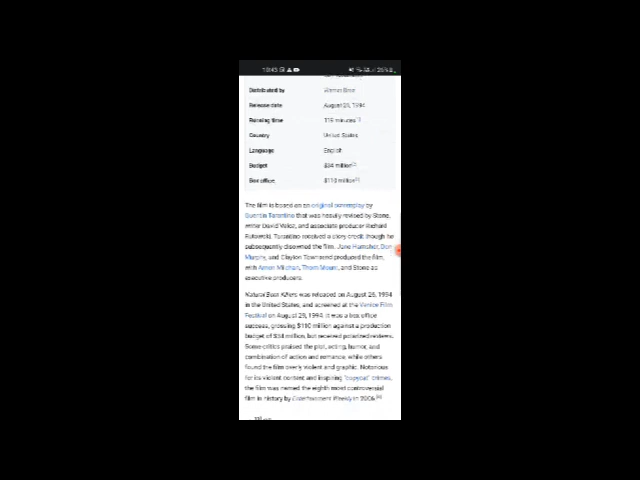 Distributed by Warner Bros.
Release date August 26, 1994
Running time 119 minutes[1]
Country United States
Language English
Budget $34 million[2]
Box office $110 million[3]
The film is based on an original screenplay by
Quentin Tarantino that was heavily revised by Stone,
writer David Veloz, and associate producer Richard
Rutowski. Tarantino received a story credit though he
subsequently disowned the film. Jane Hamsher, Don
Murphy, and Clayton Townsend produced the film,
with Arnon Milchan, Thom Mount, and Stone as
executive producers.
Natural Born Killers was released on August 26, 1994
in the United States, and screened at the Venice Film
Festival on August 29, 1994. It was a box office
success, grossing $110 million against a production
budget of $34 million, but received polarized reviews.
Some critics praised the plot, acting, humor, and
combination of action and romance, while others
found the film overly violent and graphic. Notorious
for its violent content and inspiring "copycat" crimes,
the film was named the eighth most controversial
film in history by Entertainment Weekly in 2006.